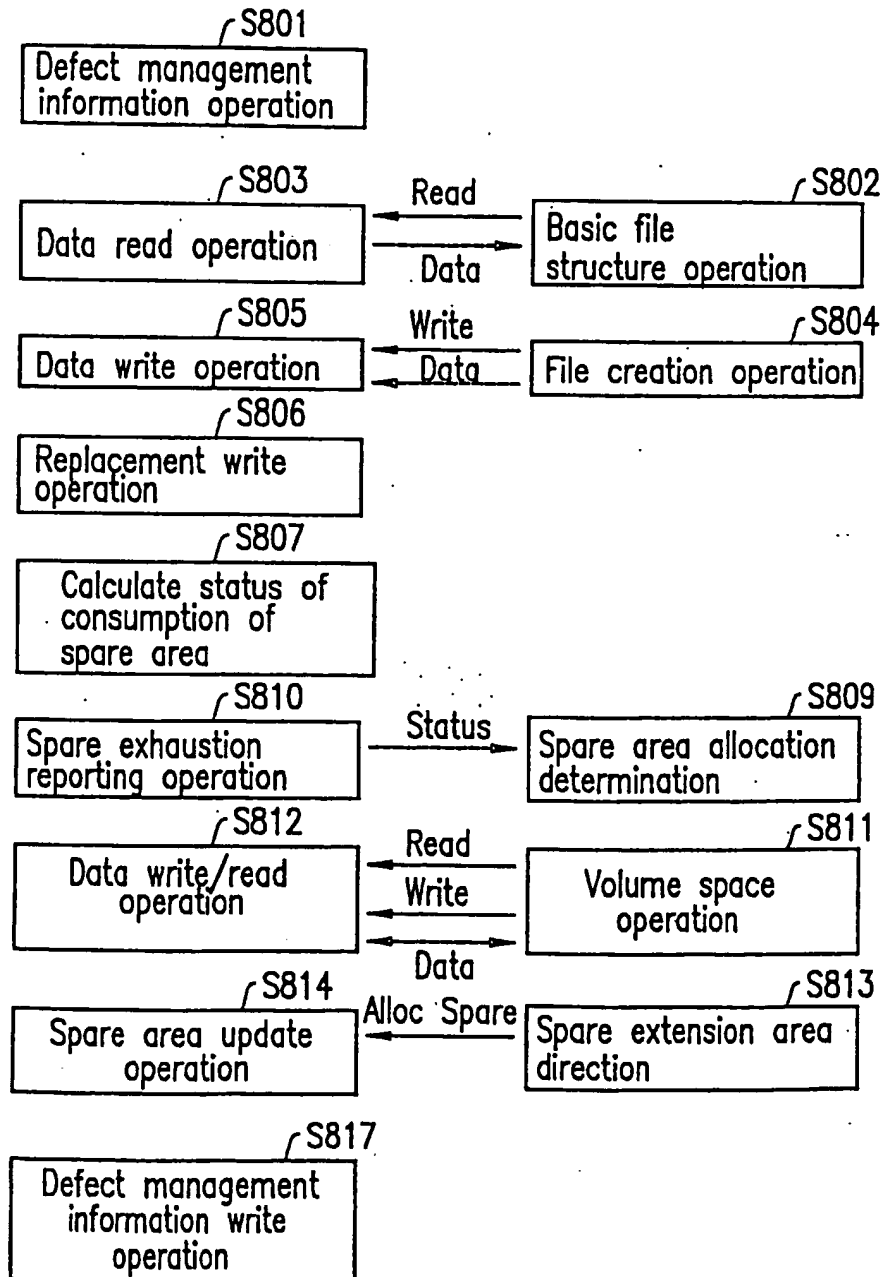 S801
Defect management
information operation
S803
Read
S802
Data read operation
Data
Basic file
structure operation
S805
Write
S804
Data write operation
Data
File creation operation
S806
Replacement write
operation
S807
Calculate status of
consumption of
spare area
S810
Status
S809
Spare exhaustion
reporting operation
Spare area allocation
determination
S812
Read
S811
Data write/read
operation
Write
Volume space
operation
Data
S814
Alloc Spare
S813
Spare area update
operation
Spare extension area
direction
S817
Defect management
information write
operation